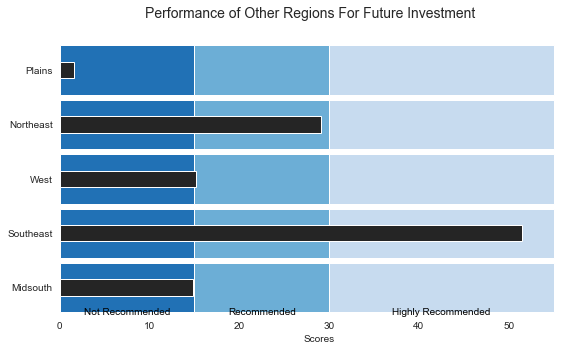 Performance of Other Regions For Future Investment
Plains
Northeast
West
Southeast
Midsouth
Not Recommended Recommended Highly Recommended
0 10 20 30 40 50
Scores